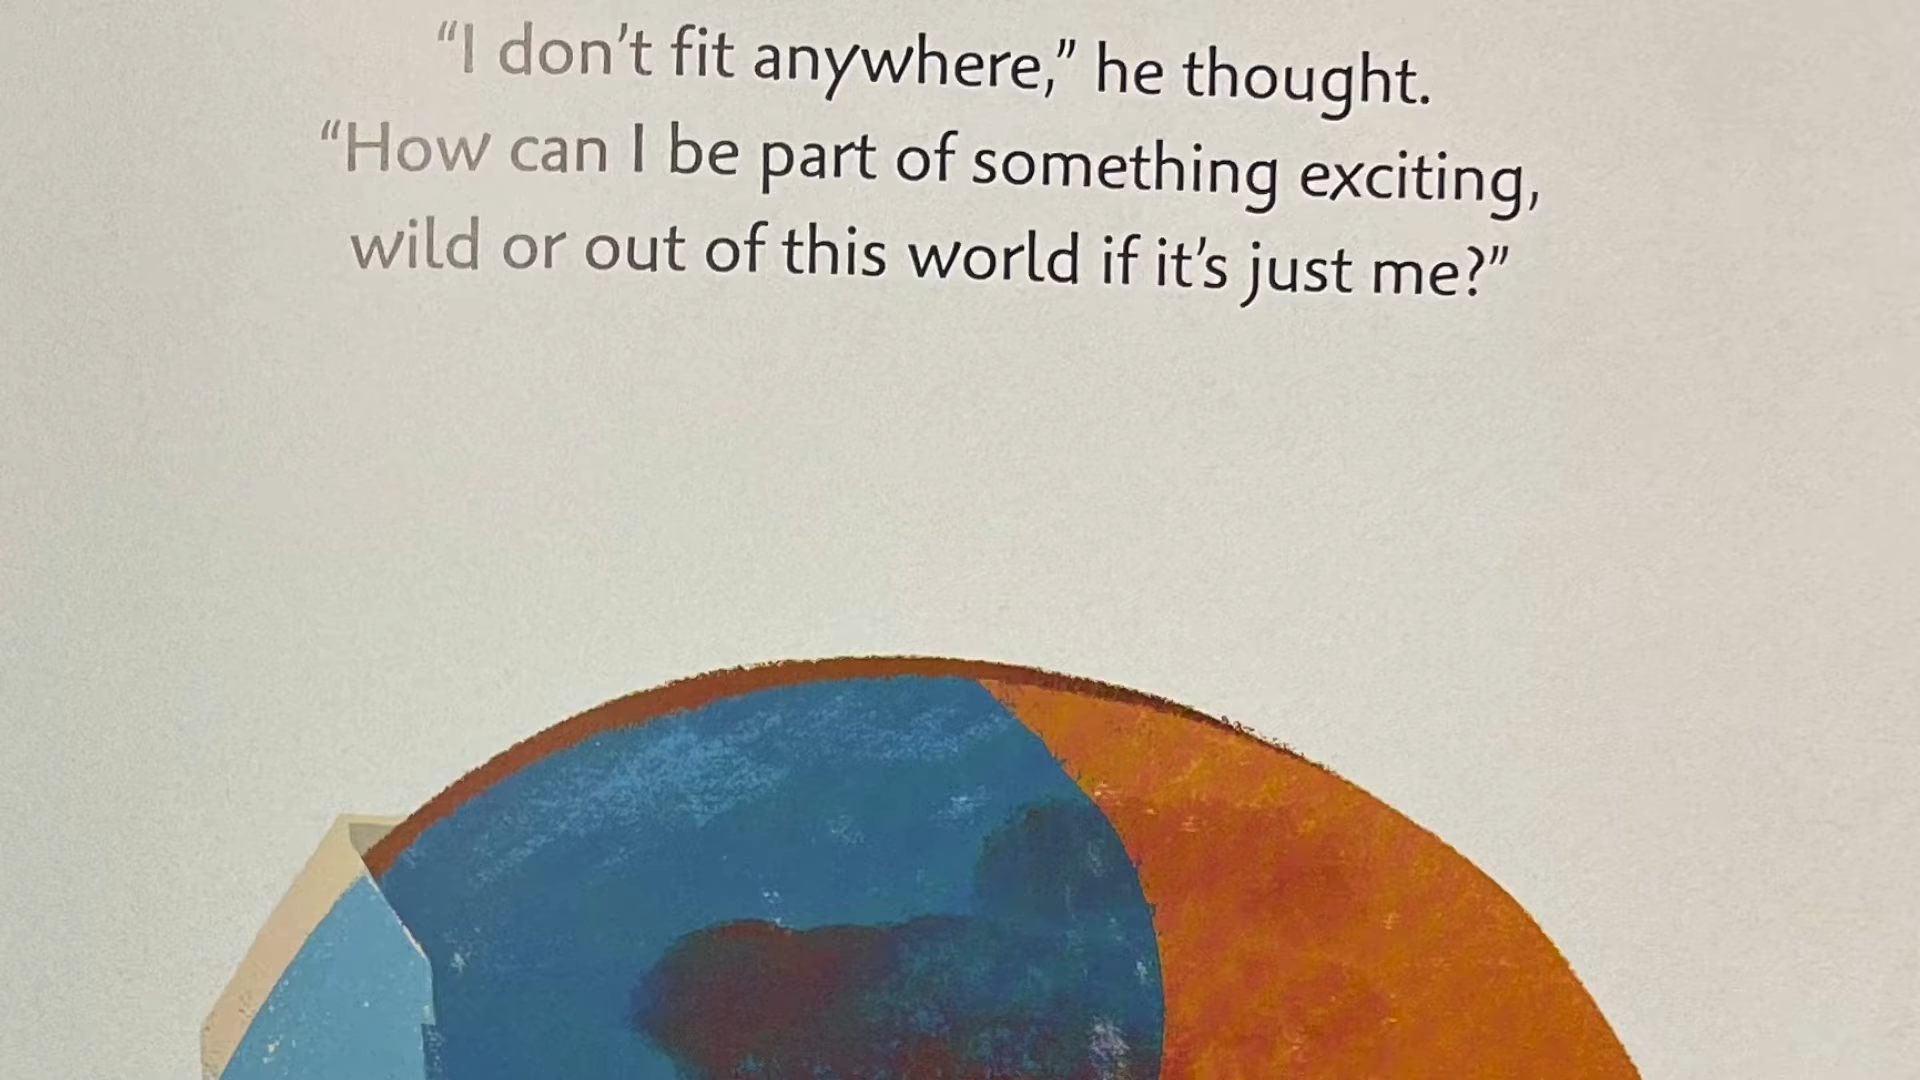 “I don’t fit anywhere,” he thought.
“How can I be part of something exciting,
wild or out of this world if it’s just me?”